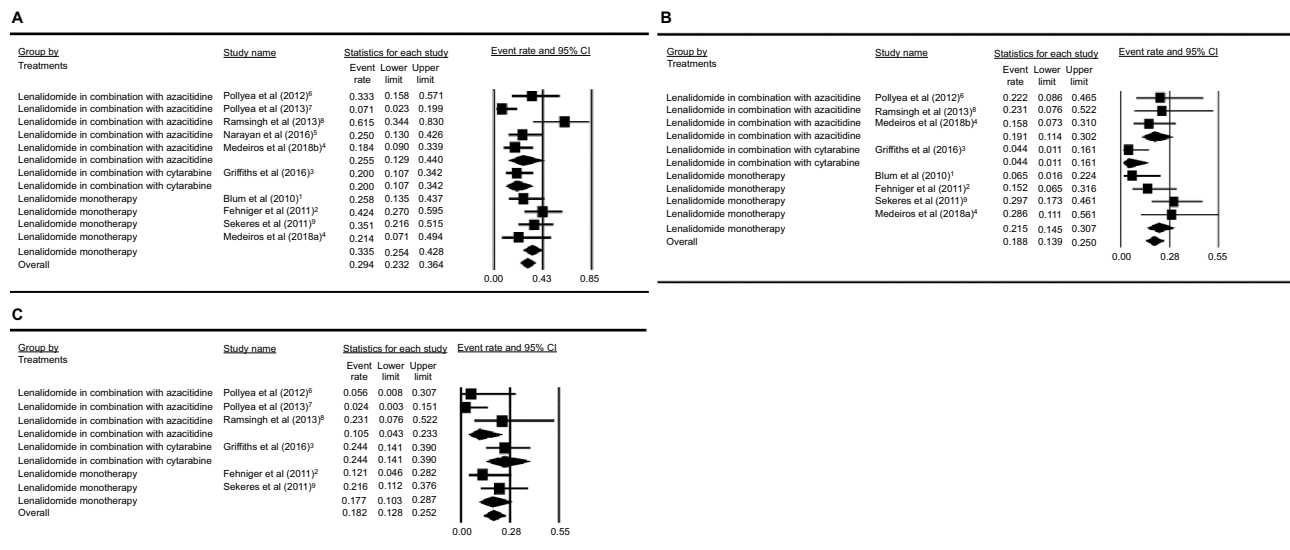 A
Group by Study name Statistics for each study Event rate and 95% CI
Treatments
Event Lower Upper
rate limit limit
Lenalidomide in combination with azacitidine Pollyea et al (2012)⁶ 0.333 0.158 0.571
Lenalidomide in combination with azacitidine Pollyea et al (2013)⁷ 0.071 0.023 0.199
Lenalidomide in combination with azacitidine Ramsingh et al (2013)⁸ 0.615 0.344 0.830
Lenalidomide in combination with azacitidine Narayan et al (2016)⁵ 0.250 0.130 0.426
Lenalidomide in combination with azacitidine Medeiros et al (2018b)⁴ 0.184 0.090 0.339
Lenalidomide in combination with azacitidine 0.255 0.129 0.440
Lenalidomide in combination with cytarabine Griffiths et al (2016)³ 0.200 0.107 0.342
Lenalidomide in combination with cytarabine 0.200 0.107 0.342
Lenalidomide monotherapy Blum et al (2010)¹ 0.258 0.135 0.437
Lenalidomide monotherapy Fehniger et al (2011)² 0.424 0.270 0.595
Lenalidomide monotherapy Sekeres et al (2011)⁹ 0.351 0.216 0.515
Lenalidomide monotherapy Medeiros et al (2018a)⁴ 0.214 0.071 0.494
Lenalidomide monotherapy 0.335 0.254 0.428
Overall 0.294 0.232 0.364
0.00 0.43 0.85
B
Group by Study name Statistics for each study Event rate and 95% CI
Treatments
Event Lower Upper
rate limit limit
Lenalidomide in combination with azacitidine Pollyea et al (2012)⁶ 0.222 0.086 0.465
Lenalidomide in combination with azacitidine Ramsingh et al (2013)⁸ 0.231 0.076 0.522
Lenalidomide in combination with azacitidine Medeiros et al (2018b)⁴ 0.158 0.073 0.310
Lenalidomide in combination with azacitidine 0.191 0.114 0.302
Lenalidomide in combination with cytarabine Griffiths et al (2016)³ 0.044 0.011 0.161
Lenalidomide in combination with cytarabine 0.044 0.011 0.161
Lenalidomide monotherapy Blum et al (2010)¹ 0.065 0.016 0.224
Lenalidomide monotherapy Fehniger et al (2011)² 0.152 0.065 0.316
Lenalidomide monotherapy Sekeres et al (2011)⁹ 0.297 0.173 0.461
Lenalidomide monotherapy Medeiros et al (2018a)⁴ 0.286 0.111 0.561
Lenalidomide monotherapy 0.215 0.145 0.307
Overall 0.188 0.139 0.250
0.00 0.28 0.55
C
Group by Study name Statistics for each study Event rate and 95% CI
Treatments
Event Lower Upper
rate limit limit
Lenalidomide in combination with azacitidine Pollyea et al (2012)⁶ 0.056 0.008 0.307
Lenalidomide in combination with azacitidine Pollyea et al (2013)⁷ 0.024 0.003 0.151
Lenalidomide in combination with azacitidine Ramsingh et al (2013)⁸ 0.231 0.076 0.522
Lenalidomide in combination with azacitidine 0.105 0.043 0.233
Lenalidomide in combination with cytarabine Griffiths et al (2016)³ 0.244 0.141 0.390
Lenalidomide in combination with cytarabine 0.244 0.141 0.390
Lenalidomide monotherapy Fehniger et al (2011)² 0.121 0.046 0.282
Lenalidomide monotherapy Sekeres et al (2011)⁹ 0.216 0.112 0.376
Lenalidomide monotherapy 0.177 0.103 0.287
Overall 0.182 0.128 0.252
0.00 0.28 0.55